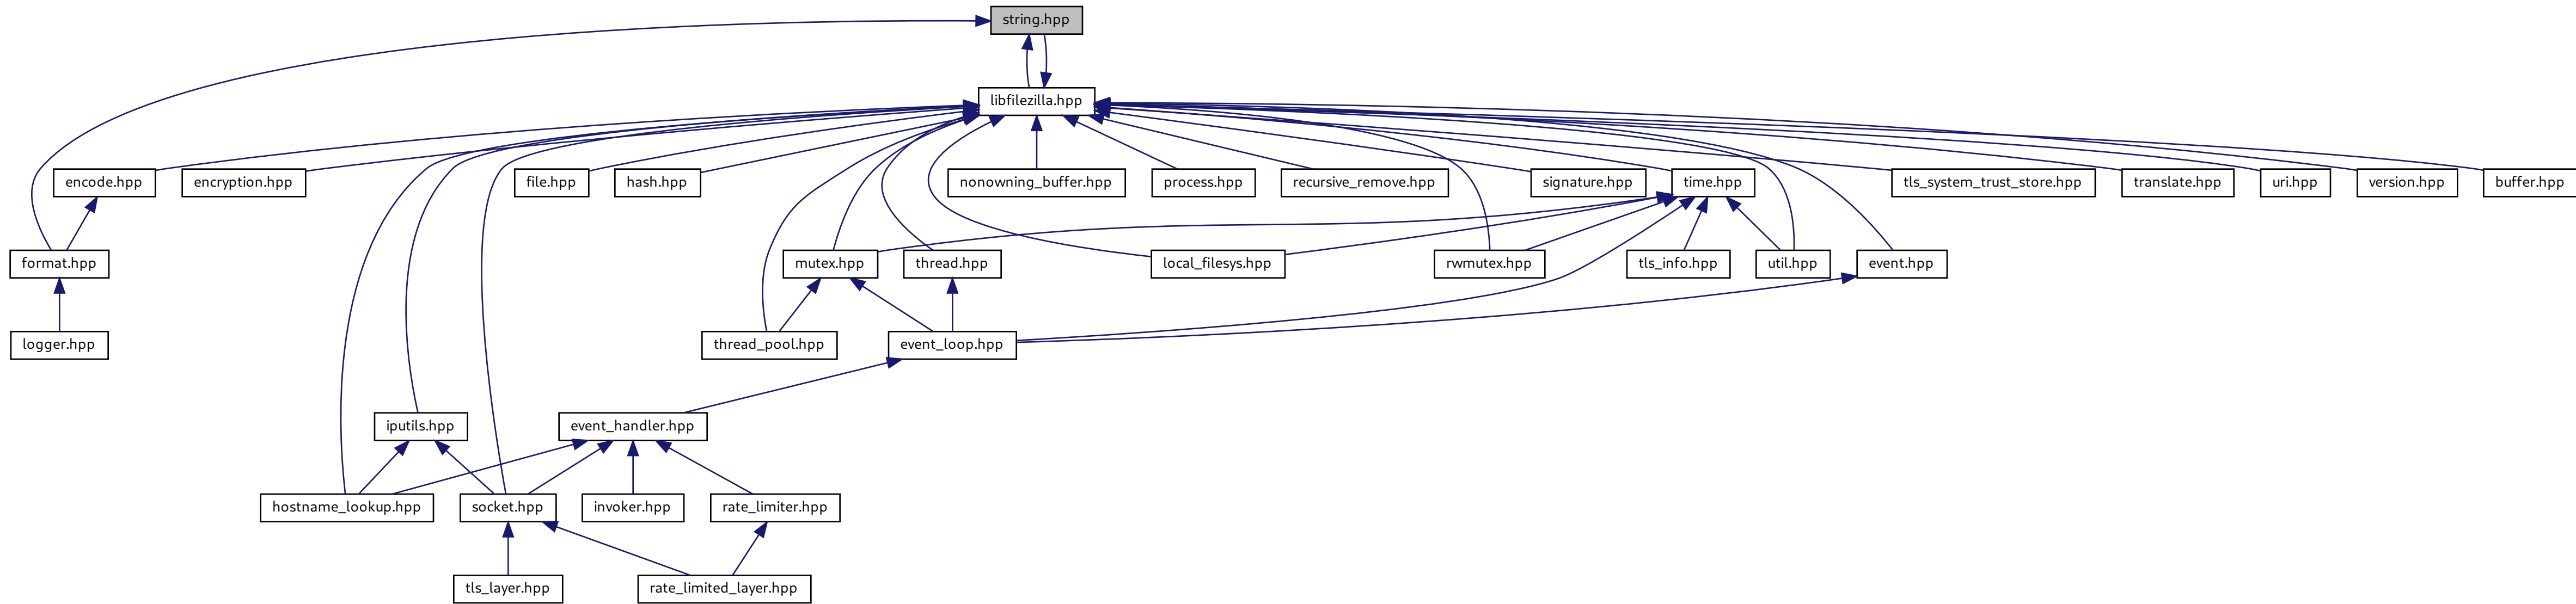 string.hpp
libfilezilla.hpp
encode.hpp
encryption.hpp
file.hpp
hash.hpp
nonowning_buffer.hpp
process.hpp
recursive_remove.hpp
signature.hpp
time.hpp
tls_system_trust_store.hpp
translate.hpp
uri.hpp
version.hpp
buffer.hpp
format.hpp
mutex.hpp
thread.hpp
local_filesys.hpp
rwmutex.hpp
tls_info.hpp
util.hpp
event.hpp
logger.hpp
thread_pool.hpp
event_loop.hpp
iputils.hpp
event_handler.hpp
hostname_lookup.hpp
socket.hpp
invoker.hpp
rate_limiter.hpp
tls_layer.hpp
rate_limited_layer.hpp